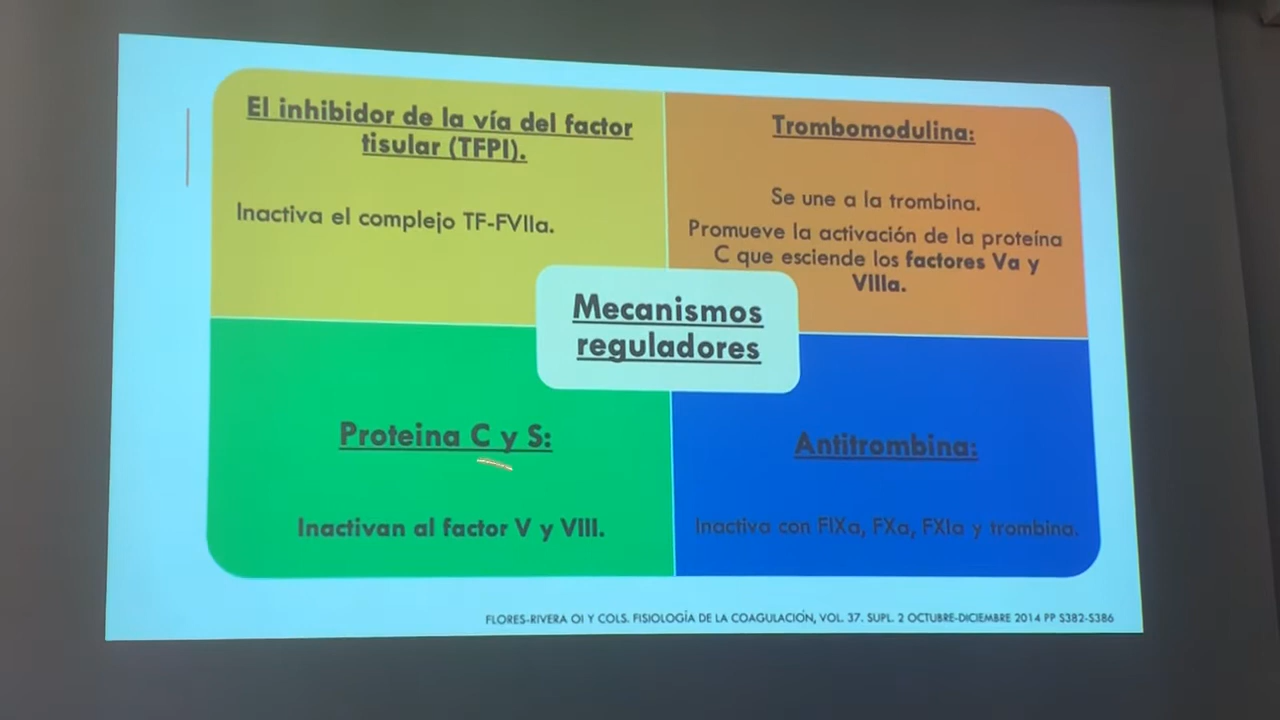 El inhibidor de la vía del factor
tisular (TFPI).
Inactiva el complejo TF-FVIIa.
Trombomodulina:
Se une a la trombina.
Promueve la activación de la proteína
C que esciende los factores Va y
VIIIa.
Mecanismos
reguladores
Proteina C y S:
Inactivan al factor V y VIII.
Antitrombina:
Inactiva con FIXa, FXa, FXIa y trombina.
FLORES-RIVERA OI Y COLS. FISIOLOGÍA DE LA COAGULACIÓN, VOL. 37. SUPL. 2 OCTUBRE-DICIEMBRE 2014 PP S382-S386